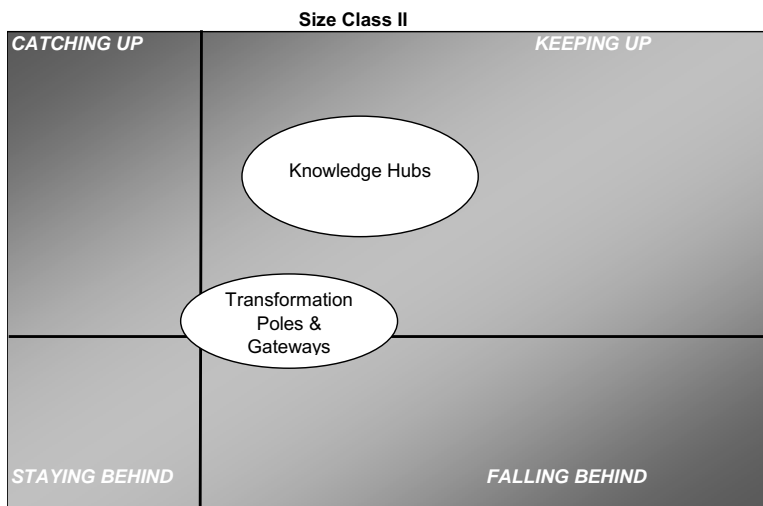 Size Class II
CATCHING UP
KEEPING UP
Knowledge Hubs
Transformation
Poles &
Gateways
STAYING BEHIND
FALLING BEHIND